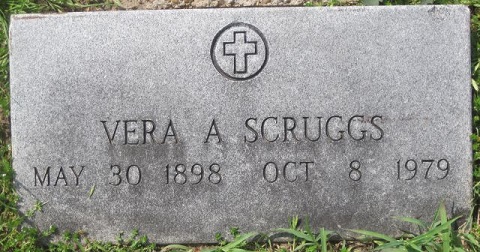 VERA A SCRUGGS
MAY 30 1898 OCT 8 1979